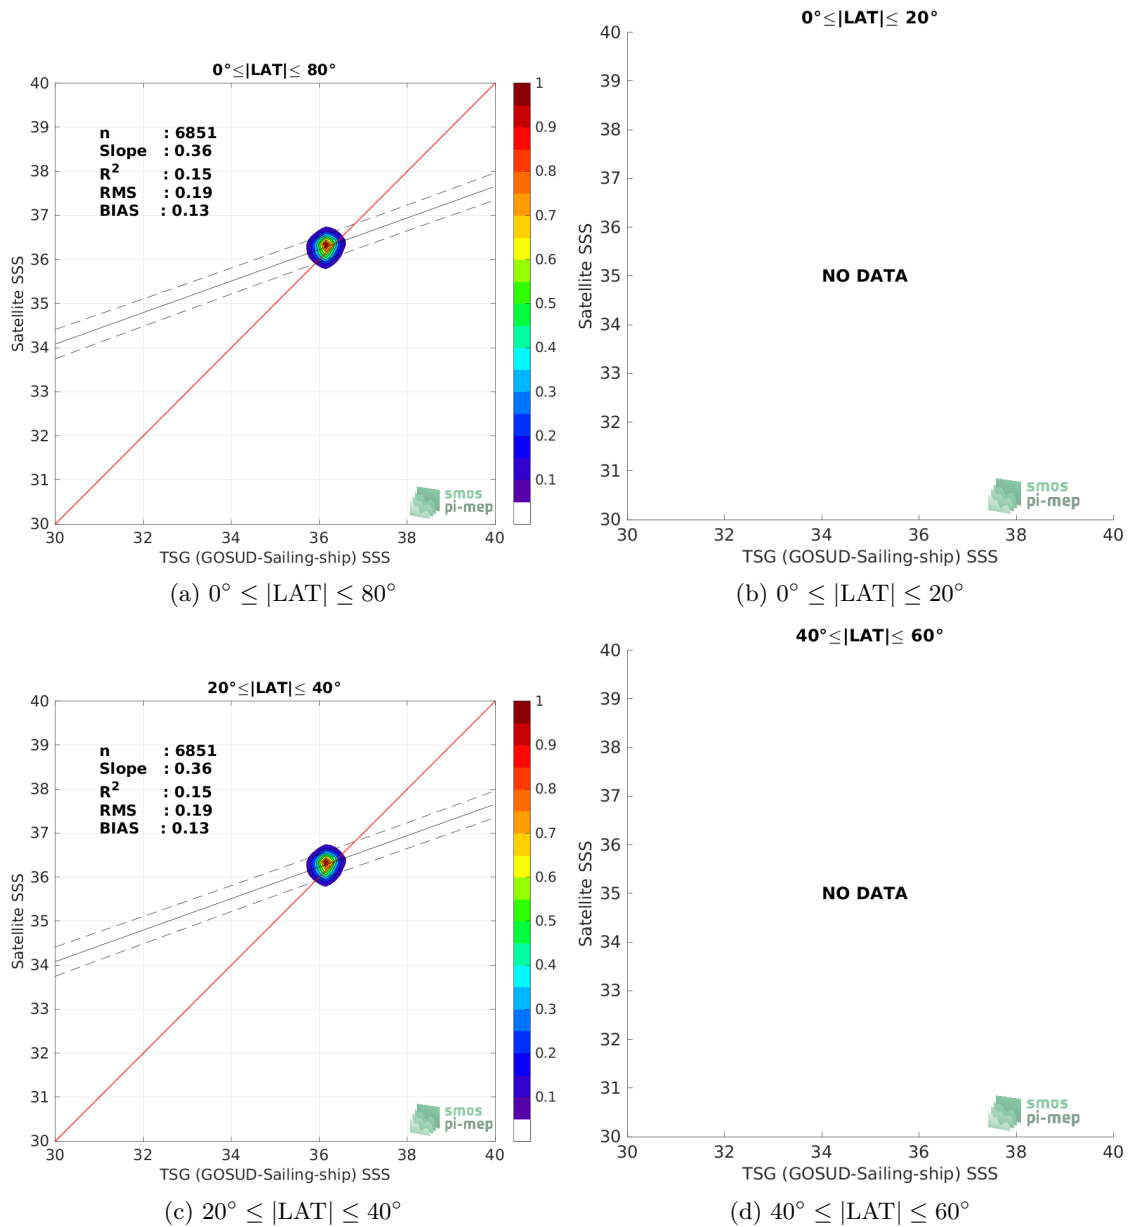 0°≤|LAT|≤ 80°
40
39
38
37
36
35
34
33
32
31
30
Satellite SSS
n : 6851
Slope : 0.36
R² : 0.15
RMS : 0.19
BIAS : 0.13
1
0.9
0.8
0.7
0.6
0.5
0.4
0.3
0.2
0.1
smos
pi-mep
30 32 34 36 38 40
TSG (GOSUD-Sailing-ship) SSS
(a) 0° ≤ |LAT| ≤ 80°
0°≤|LAT|≤ 20°
40
39
38
37
36
35
34
33
32
31
30
Satellite SSS
NO DATA
smos
pi-mep
30 32 34 36 38 40
TSG (GOSUD-Sailing-ship) SSS
(b) 0° ≤ |LAT| ≤ 20°
20°≤|LAT|≤ 40°
40
39
38
37
36
35
34
33
32
31
30
Satellite SSS
n : 6851
Slope : 0.36
R² : 0.15
RMS : 0.19
BIAS : 0.13
1
0.9
0.8
0.7
0.6
0.5
0.4
0.3
0.2
0.1
smos
pi-mep
30 32 34 36 38 40
TSG (GOSUD-Sailing-ship) SSS
(c) 20° ≤ |LAT| ≤ 40°
40°≤|LAT|≤ 60°
40
39
38
37
36
35
34
33
32
31
30
Satellite SSS
NO DATA
smos
pi-mep
30 32 34 36 38 40
TSG (GOSUD-Sailing-ship) SSS
(d) 40° ≤ |LAT| ≤ 60°